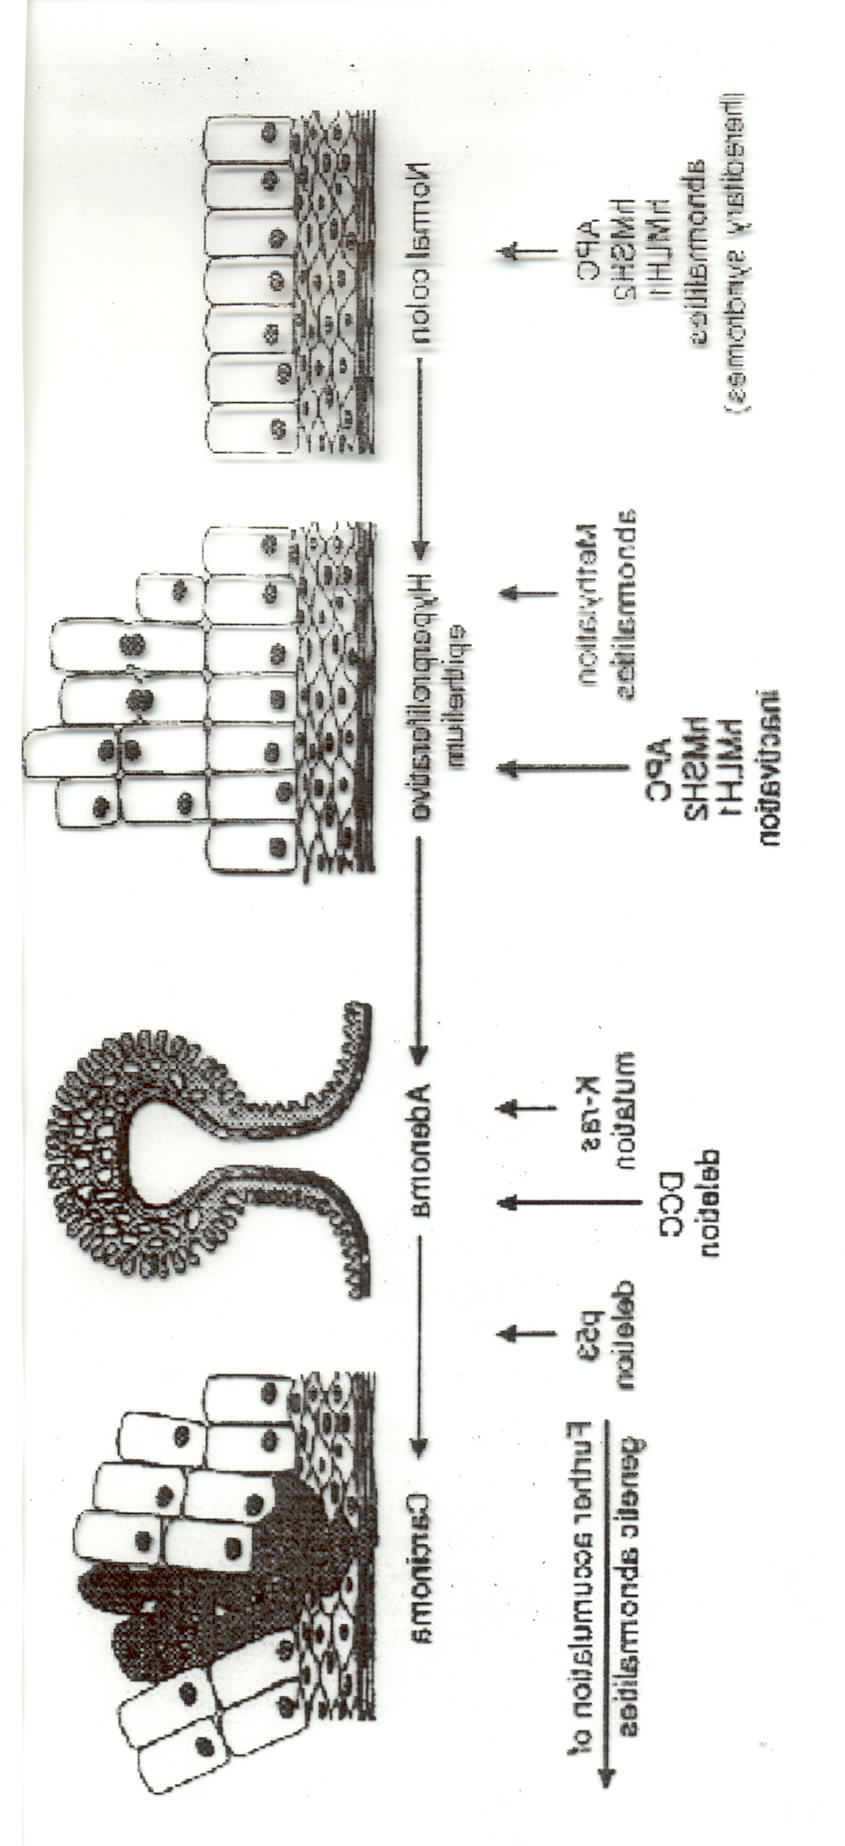 Normal colon
Hyperproliferative
epithelium
Adenoma
Carcinoma
APC
hMSH2
hMLH1
abnormalities
(hereditary syndromes)
Methylation
abnormalities
APC
hMSH2
hMLH1
inactivation
K-ras
mutation
DCC
deletion
p53
deletion
Further accumulation of
genetic abnormalities